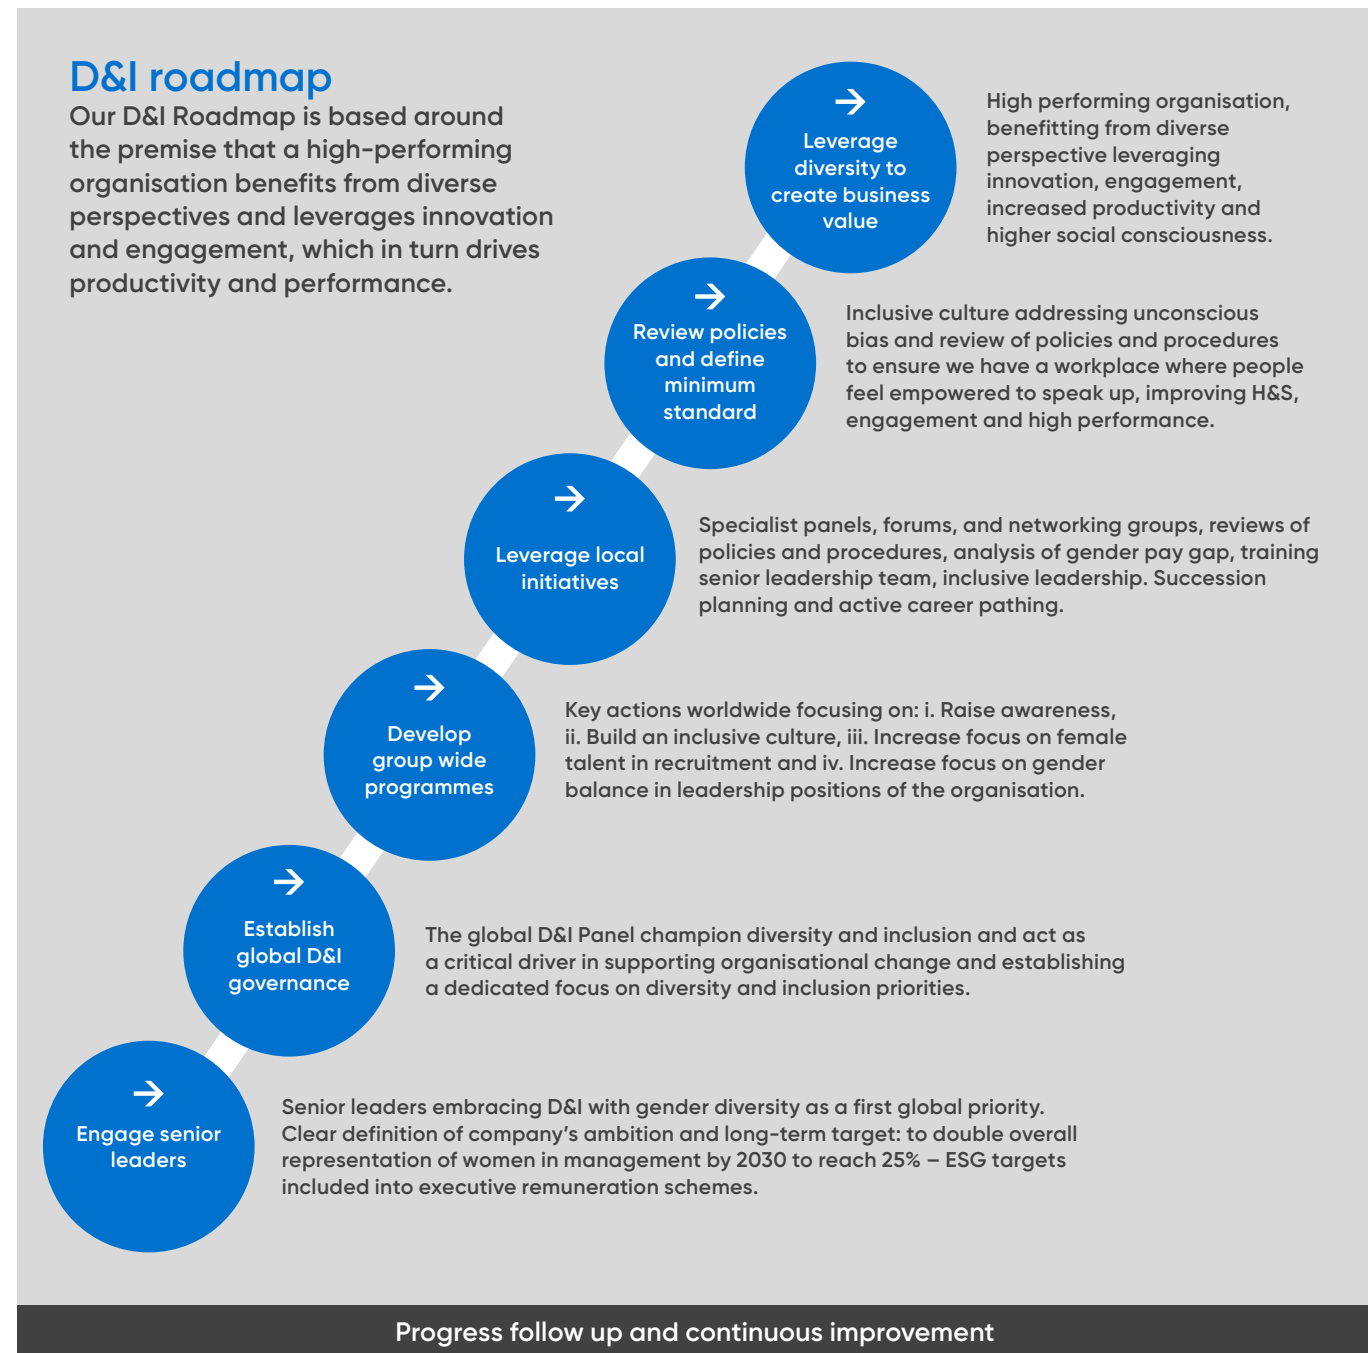 D&I roadmap
Our D&I Roadmap is based around
the premise that a high-performing
organisation benefits from diverse
perspectives and leverages innovation
and engagement, which in turn drives
productivity and performance.
Leverage
diversity to
create business
value
High performing organisation,
benefitting from diverse
perspective leveraging
innovation, engagement,
increased productivity and
higher social consciousness.
Review policies
and define
minimum
standard
Inclusive culture addressing unconscious
bias and review of policies and procedures
to ensure we have a workplace where people
feel empowered to speak up, improving H&S,
engagement and high performance.
Leverage local
initiatives
Specialist panels, forums, and networking groups, reviews of
policies and procedures, analysis of gender pay gap, training
senior leadership team, inclusive leadership. Succession
planning and active career pathing.
Develop
group wide
programmes
Key actions worldwide focusing on: i. Raise awareness,
ii. Build an inclusive culture, iii. Increase focus on female
talent in recruitment and iv. Increase focus on gender
balance in leadership positions of the organisation.
Establish
global D&I
governance
The global D&I Panel champion diversity and inclusion and act as
a critical driver in supporting organisational change and establishing
a dedicated focus on diversity and inclusion priorities.
Engage senior
leaders
Senior leaders embracing D&I with gender diversity as a first global priority.
Clear definition of company’s ambition and long-term target: to double overall
representation of women in management by 2030 to reach 25% – ESG targets
included into executive remuneration schemes.
Progress follow up and continuous improvement